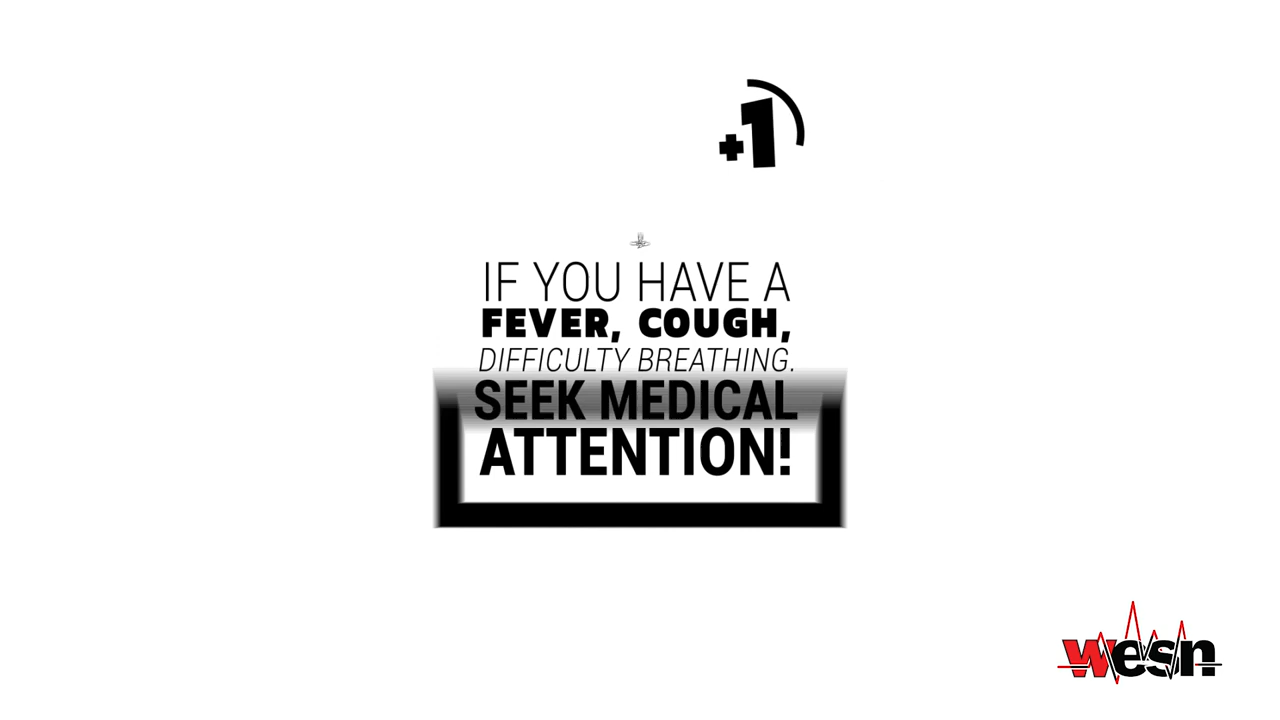 +1
IF YOU HAVE A
FEVER, COUGH,
DIFFICULTY BREATHING.
SEEK MEDICAL
ATTENTION!
wesn